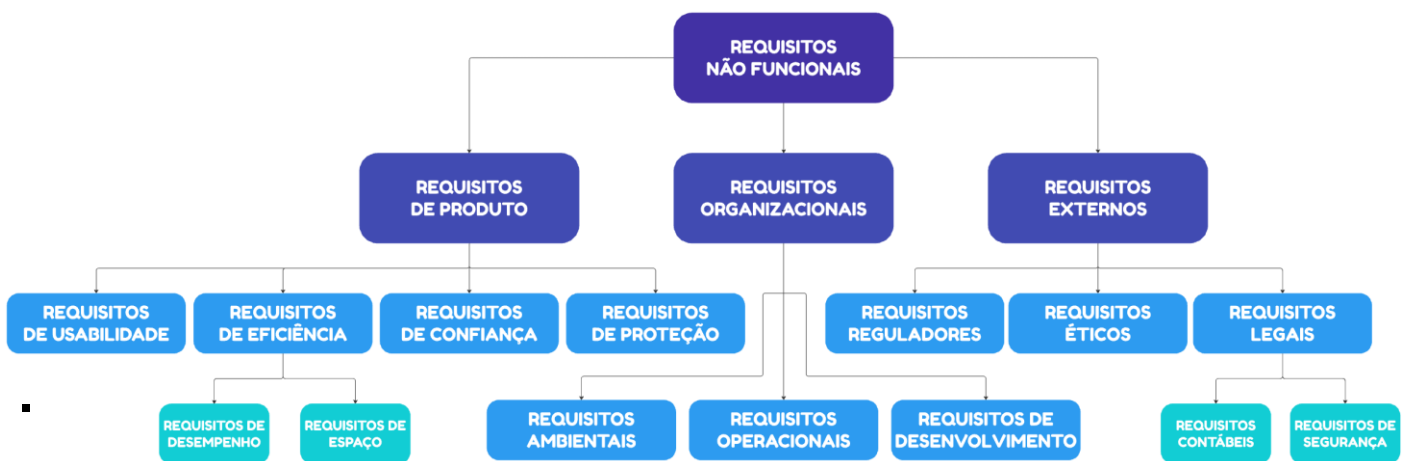 REQUISITOS
NÃO FUNCIONAIS
REQUISITOS
DE PRODUTO
REQUISITOS
ORGANIZACIONAIS
REQUISITOS
EXTERNOS
REQUISITOS
DE USABILIDADE
REQUISITOS
DE EFICIÊNCIA
REQUISITOS
DE CONFIANÇA
REQUISITOS
DE PROTEÇÃO
REQUISITOS
REGULADORES
REQUISITOS
ÉTICOS
REQUISITOS
LEGAIS
REQUISITOS DE
DESEMPENHO
REQUISITOS DE
ESPAÇO
REQUISITOS
AMBIENTAIS
REQUISITOS
OPERACIONAIS
REQUISITOS DE
DESENVOLVIMENTO
REQUISITOS
CONTÁBEIS
REQUISITOS DE
SEGURANÇA